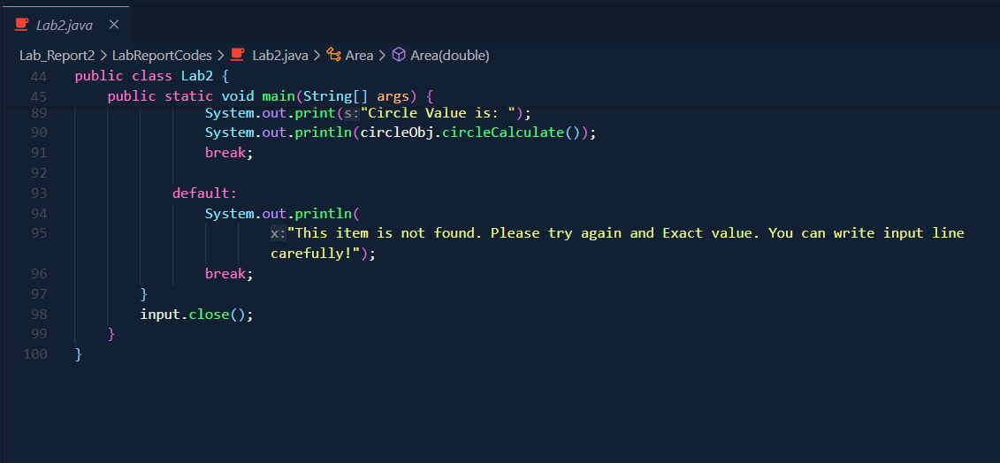 Lab2.java ×
Lab_Report2 > LabReportCodes > Lab2.java > Area > Area(double)
44 public class Lab2 {
45 public static void main(String[] args) {
89 System.out.print(s:"Circle Value is: ");
90 System.out.println(circleObj.circleCalculate());
91 break;
92
93 default:
94 System.out.println(
95 x:"This item is not found. Please try again and Exact value. You can write input line
carefully!");
96 break;
97 }
98 input.close();
99 }
100 }